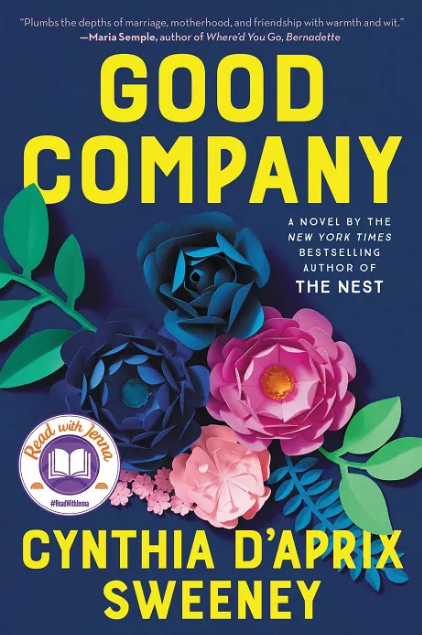 "Plumbs the depths of marriage, motherhood, and friendship with warmth and wit."
—Maria Semple, author of Where'd You Go, Bernadette
GOOD
COMPANY
A NOVEL BY THE
NEW YORK TIMES
BESTSELLING
AUTHOR OF
THE NEST
Read with Jenna
#ReadWithJenna
CYNTHIA D'APRIX
SWEENEY